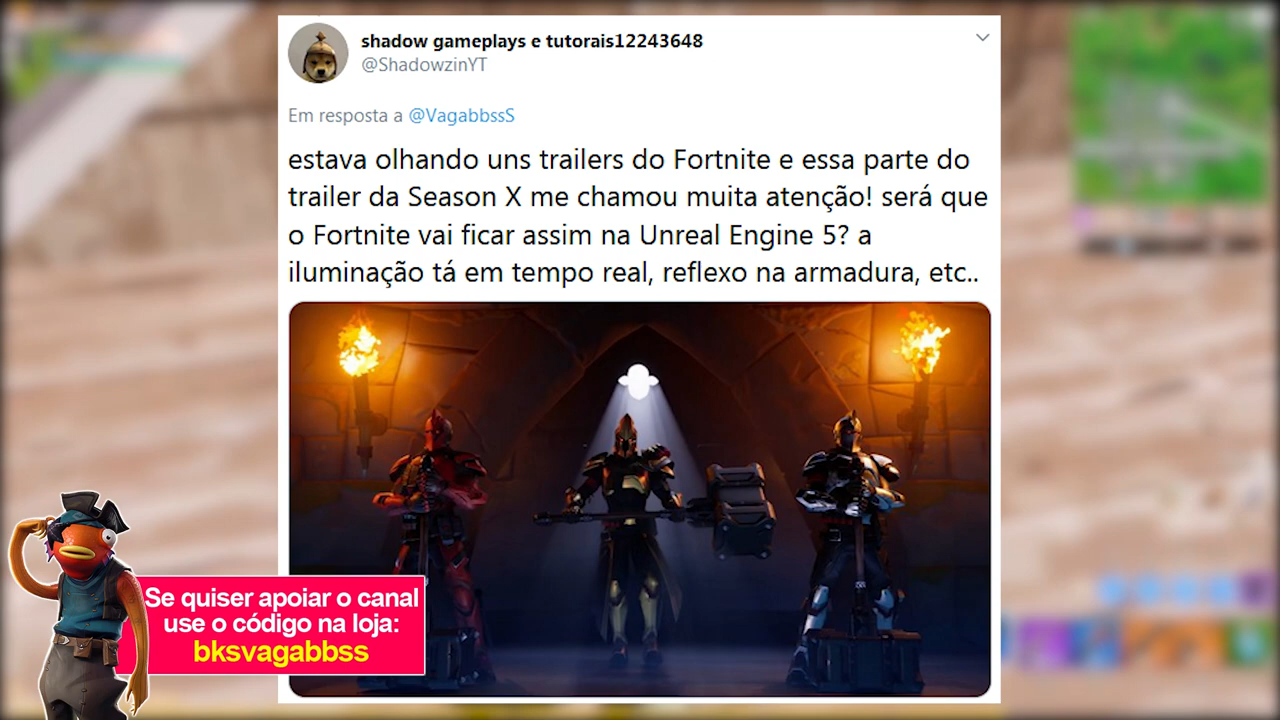 shadow gameplays e tutorais12243648
@ShadowzinYT
Em resposta a @VagabbssS
estava olhando uns trailers do Fortnite e essa parte do
trailer da Season X me chamou muita atenção! será que
o Fortnite vai ficar assim na Unreal Engine 5? a
iluminação tá em tempo real, reflexo na armadura, etc..
Se quiser apoiar o canal
use o código na loja:
bksvagabbss